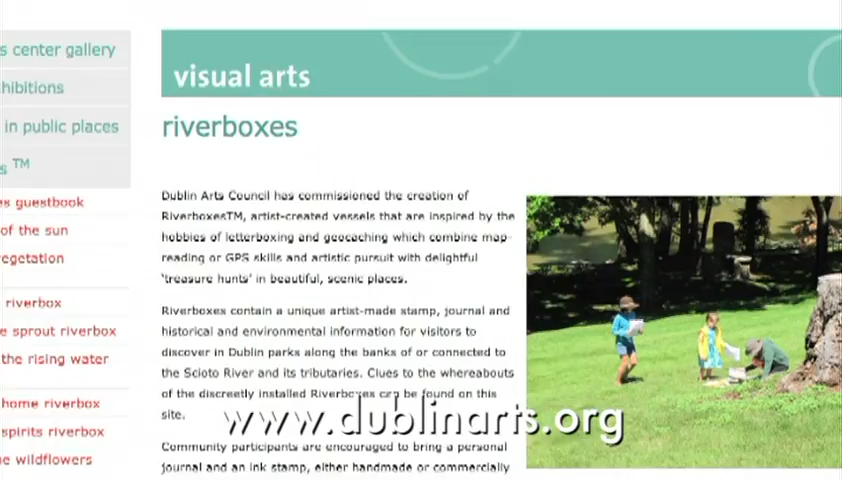 s center gallery
hibitions
in public places
s TM
es guestbook
of the sun
egetation
riverbox
e sprout riverbox
the rising water
home riverbox
spirits riverbox
e wildflowers
visual arts
riverboxes
Dublin Arts Council has commissioned the creation of
RiverboxesTM, artist-created vessels that are inspired by the
hobbies of letterboxing and geocaching which combine map-
reading or GPS skills and artistic pursuit with delightful
'treasure hunts' in beautiful, scenic places.
Riverboxes contain a unique artist-made stamp, journal and
historical and environmental information for visitors to
discover in Dublin parks along the banks of or connected to
the Scioto River and its tributaries. Clues to the whereabouts
of the discreetly installed Riverboxes can be found on this
site.
www.dublinarts.org
Community participants are encouraged to bring a personal
journal and an ink stamp, either handmade or commercially